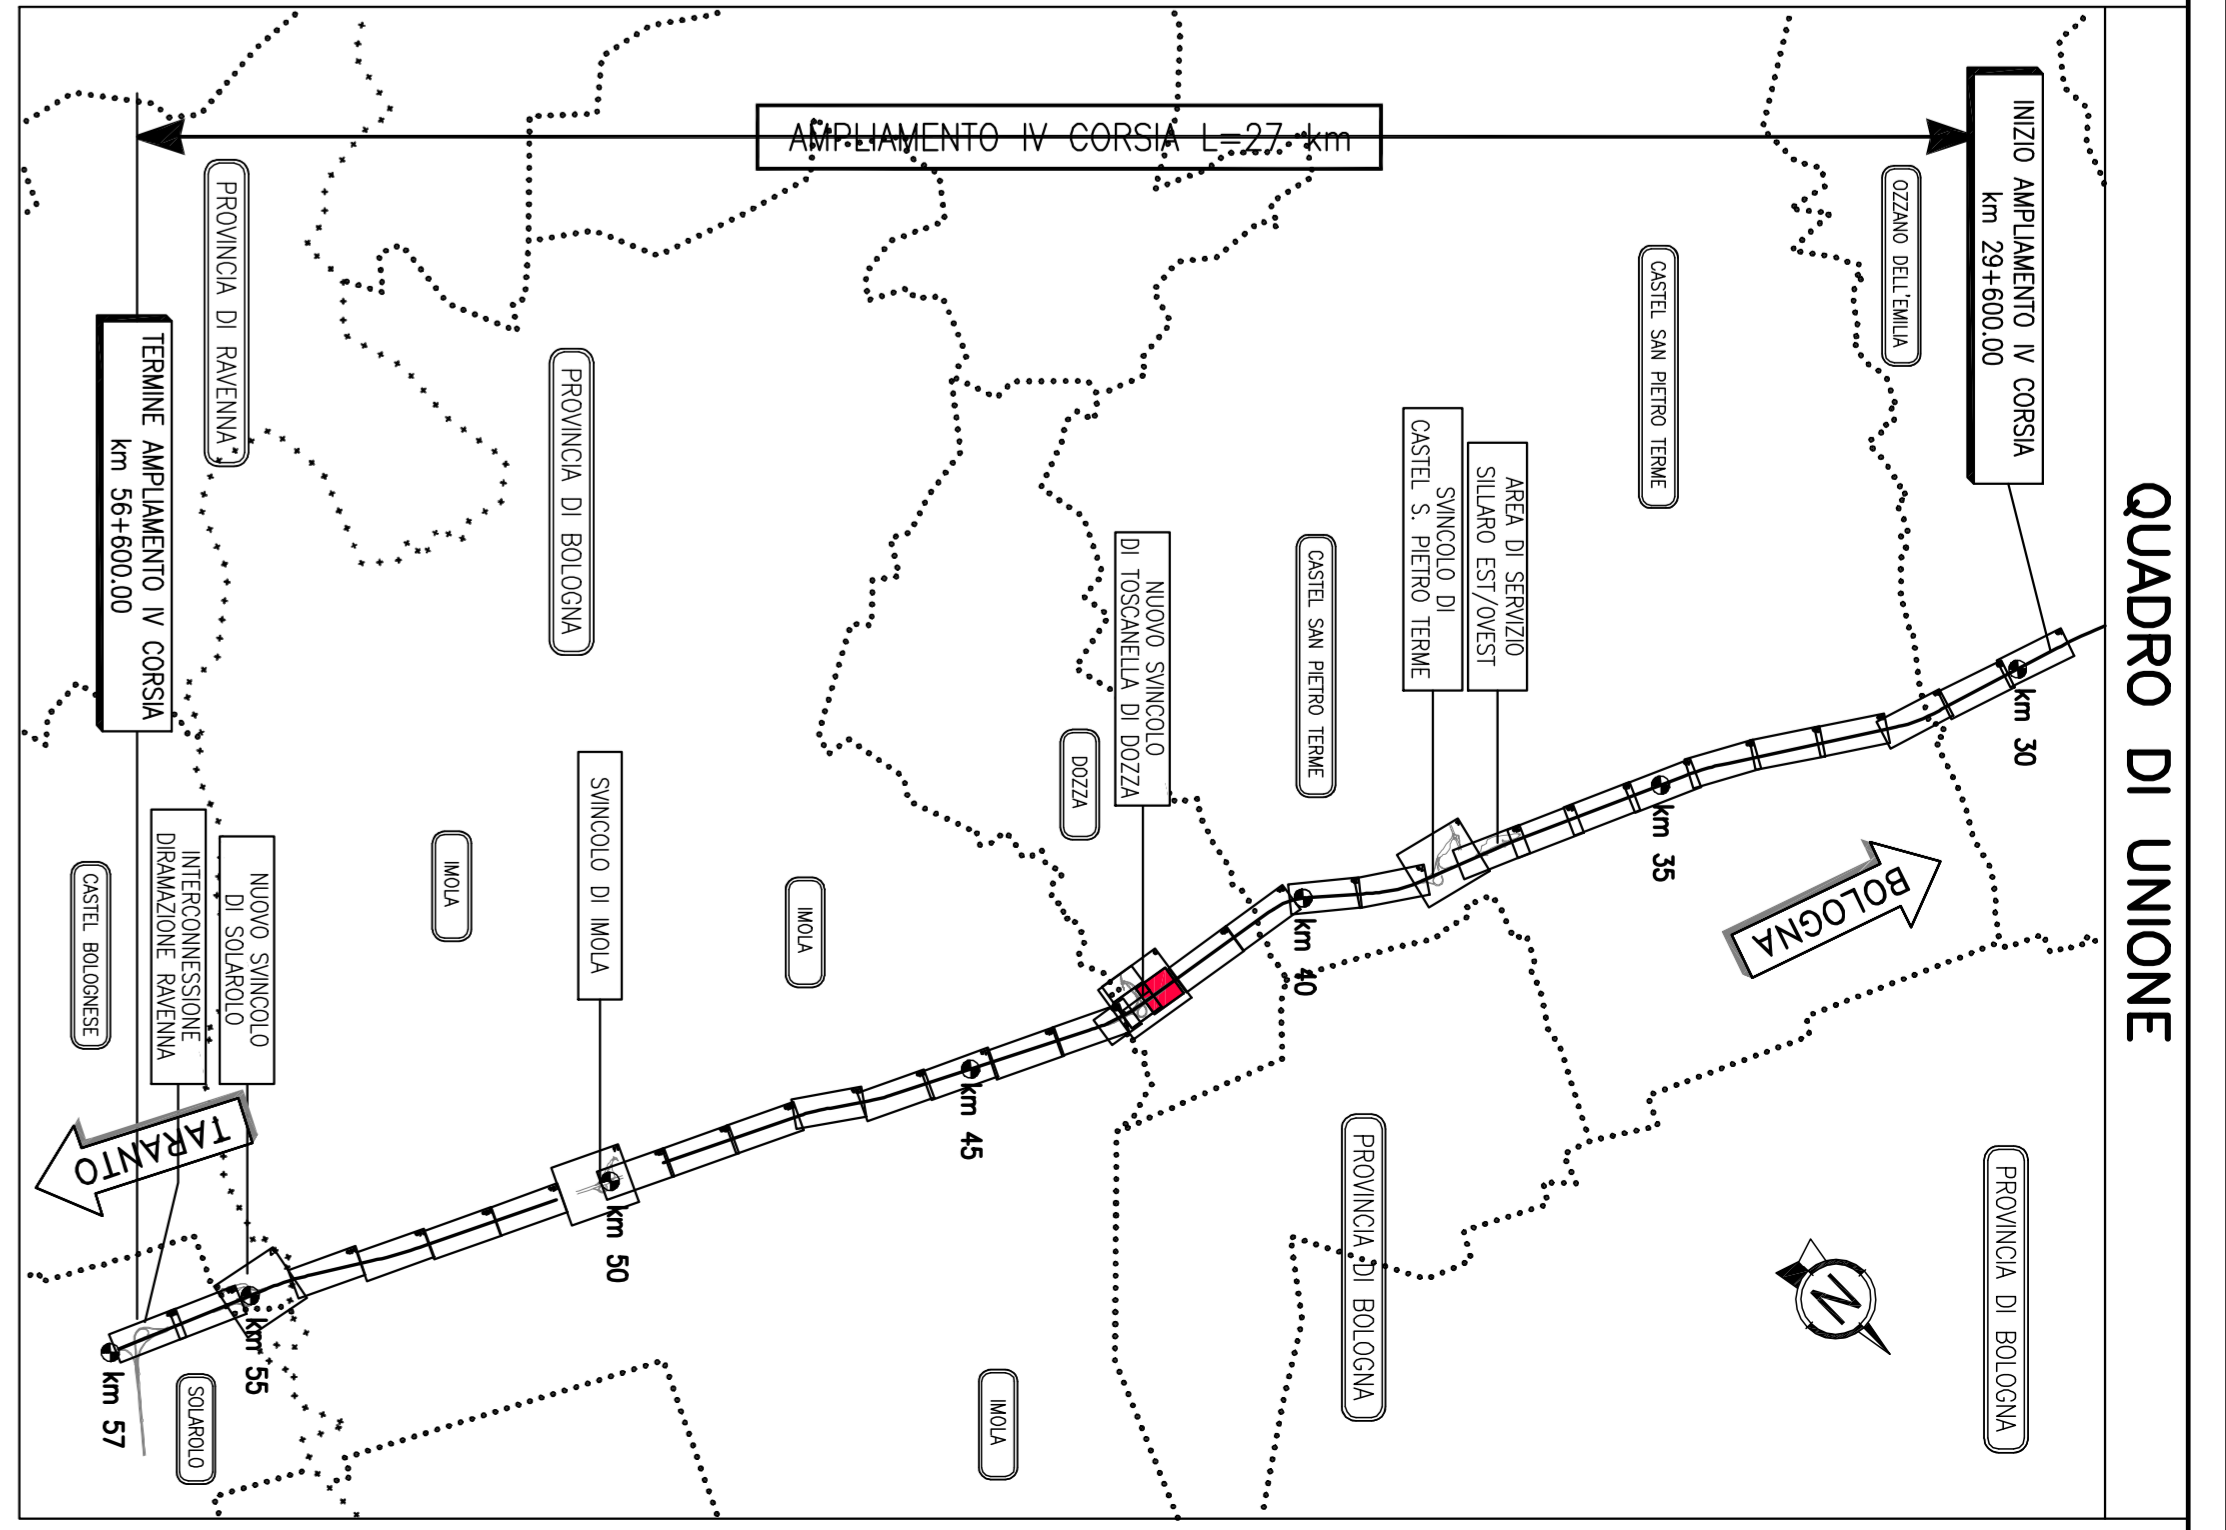 QUADRO DI UNIONE
INIZIO AMPLIAMENTO IV CORSIA
km 29+600.00
AMPLIAMENTO IV CORSIA L=27 km
TERMINE AMPLIAMENTO IV CORSIA
km 56+600.00
OZZANO DELL'EMILIA
CASTEL SAN PIETRO TERME
AREA DI SERVIZIO
SILLARO EST/OVEST
SVINCOLO DI
CASTEL S. PIETRO TERME
CASTEL SAN PIETRO TERME
NUOVO SVINCOLO
DI TOSCANELLA DI DOZZA
DOZZA
PROVINCIA DI BOLOGNA
PROVINCIA DI RAVENNA
SVINCOLO DI IMOLA
IMOLA
IMOLA
NUOVO SVINCOLO
DI SOLAROLO
INTERCONNESSIONE
DIRAMAZIONE RAVENNA
CASTEL BOLOGNESE
km 30
km 35
km 40
km 45
km 50
km 55
km 57
BOLOGNA
TARANTO
PROVINCIA DI BOLOGNA
PROVINCIA DI BOLOGNA
IMOLA
SOLAROLO
N